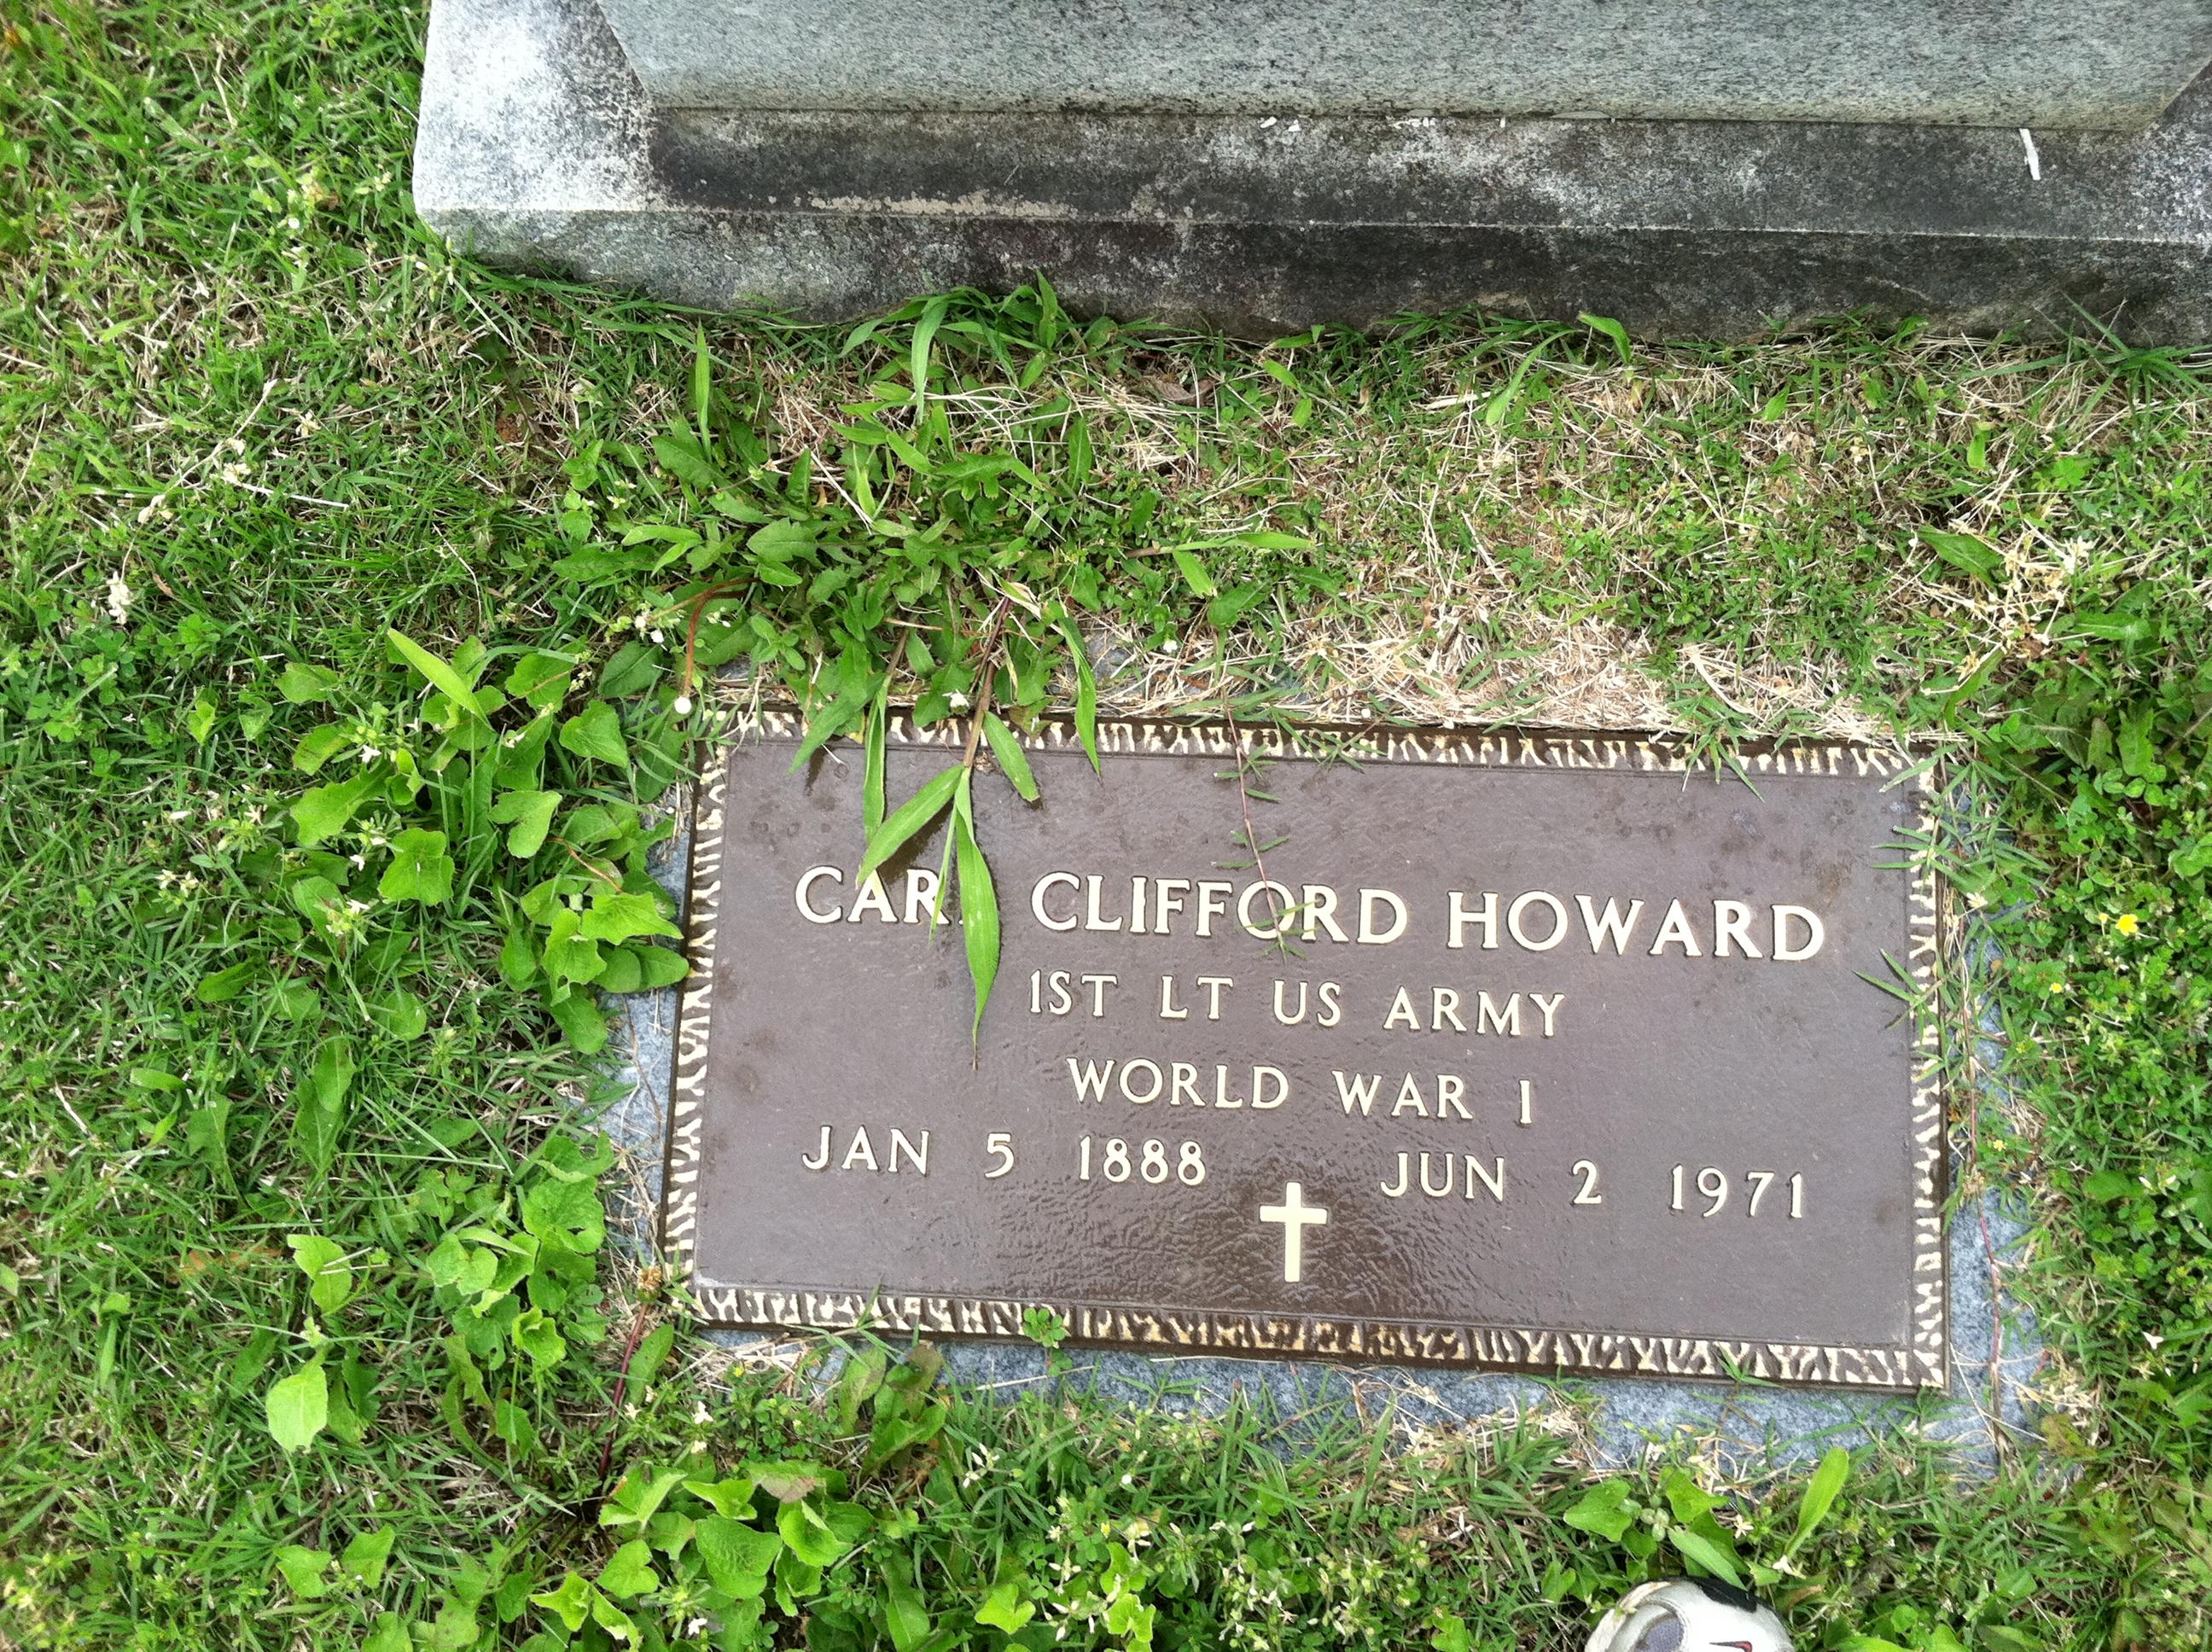 CARL CLIFFORD HOWARD
1ST LT US ARMY
WORLD WAR I
JAN 5 1888 JUN 2 1971